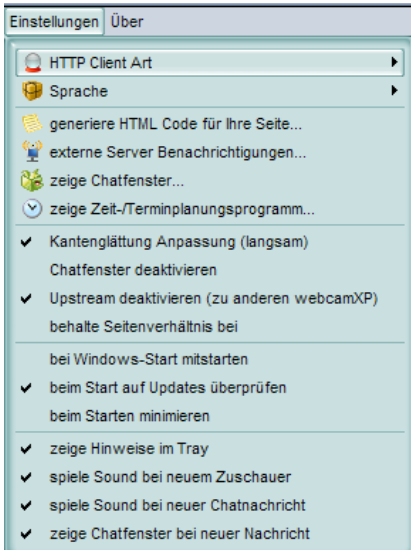 Einstellungen Über
HTTP Client Art
Sprache
generiere HTML Code für Ihre Seite...
externe Server Benachrichtigungen...
zeige Chatfenster...
zeige Zeit-/Terminplanungsprogramm...
Kantenglättung Anpassung (langsam)
Chatfenster deaktivieren
Upstream deaktivieren (zu anderen webcamXP)
behalte Seitenverhältnis bei
bei Windows-Start mitstarten
beim Start auf Updates überprüfen
beim Starten minimieren
zeige Hinweise im Tray
spiele Sound bei neuem Zuschauer
spiele Sound bei neuer Chatnachricht
zeige Chatfenster bei neuer Nachricht